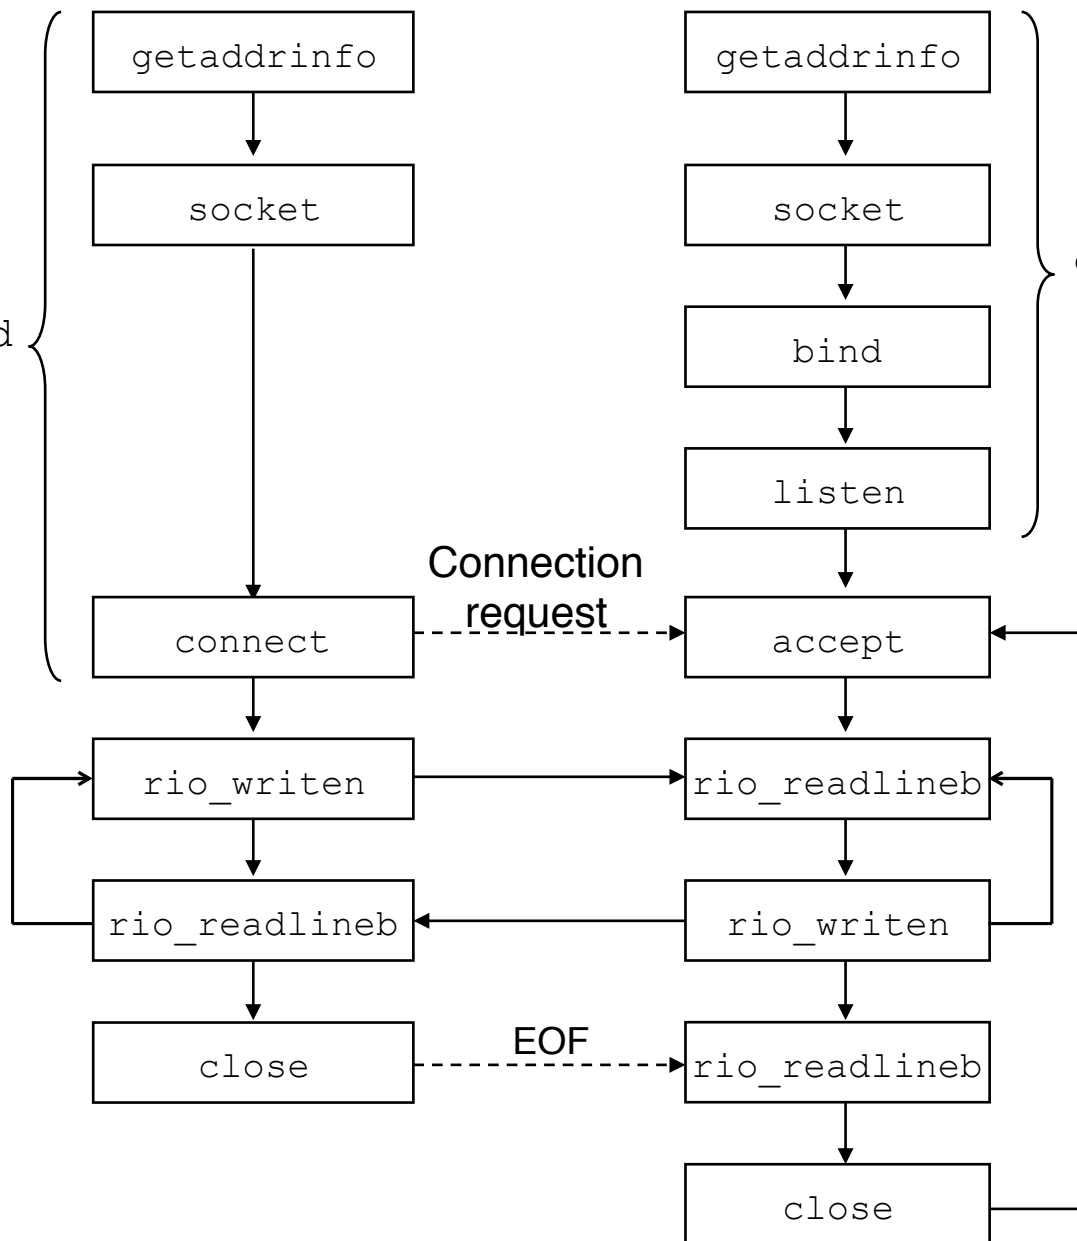 getaddrinfo
getaddrinfo
socket
socket
bind
listen
Connection
request
connect
accept
rio_writen
rio_readlineb
rio_readlineb
rio_writen
close
EOF
rio_readlineb
close